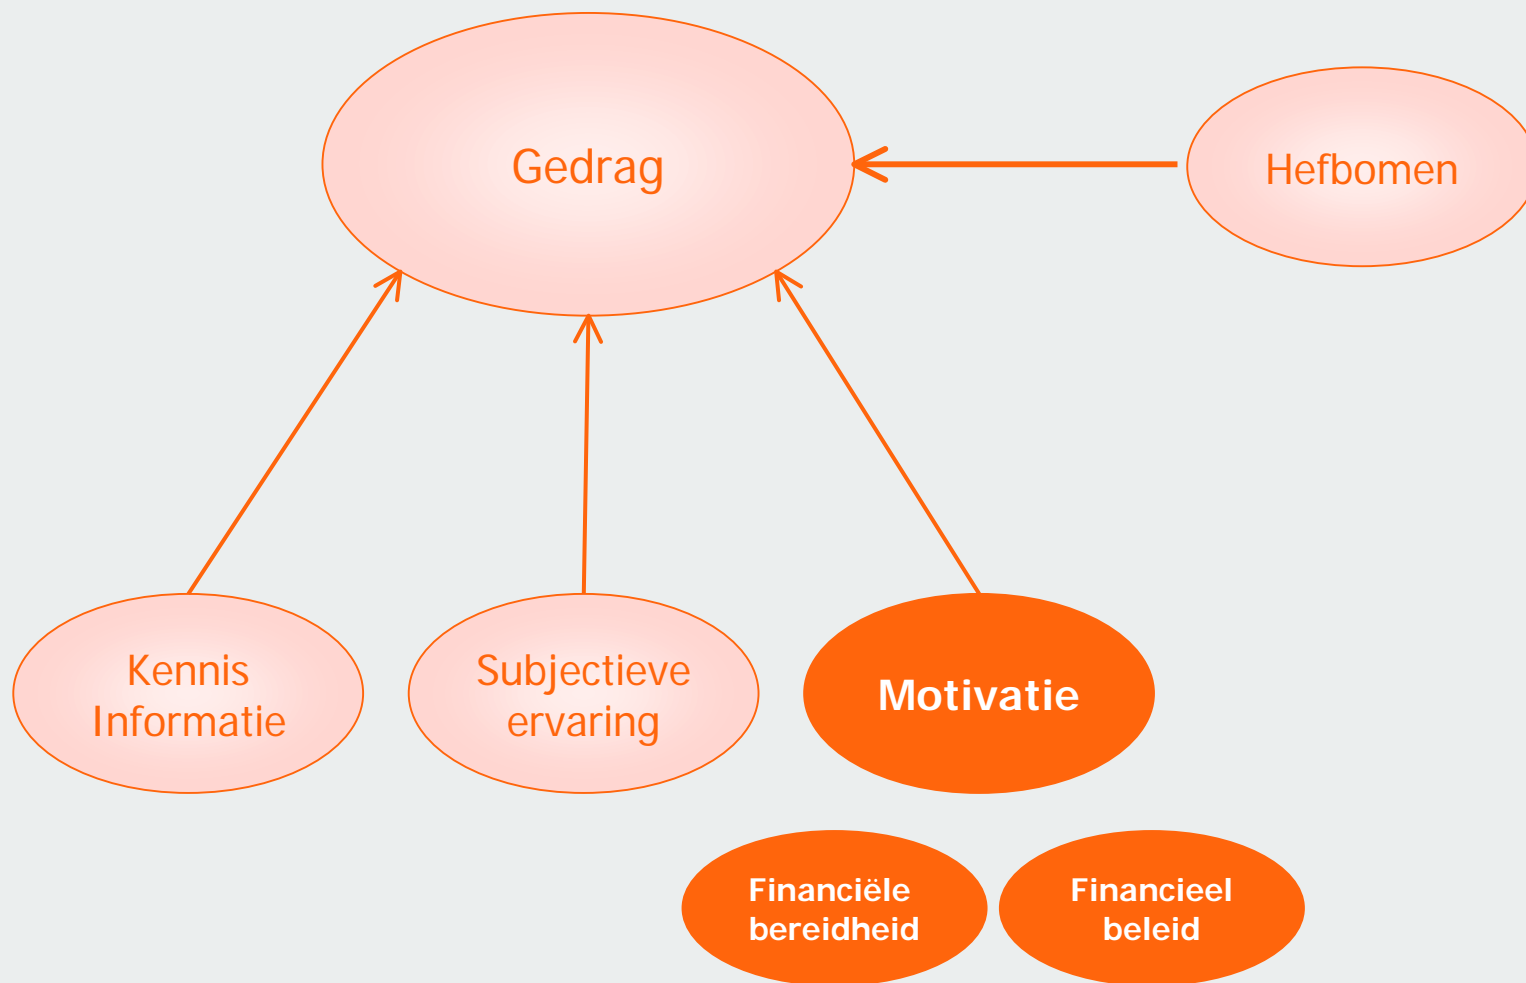 Gedrag
Hefbomen
Kennis
Informatie
Subjectieve
ervaring
Motivatie
Financiële
bereidheid
Financieel
beleid